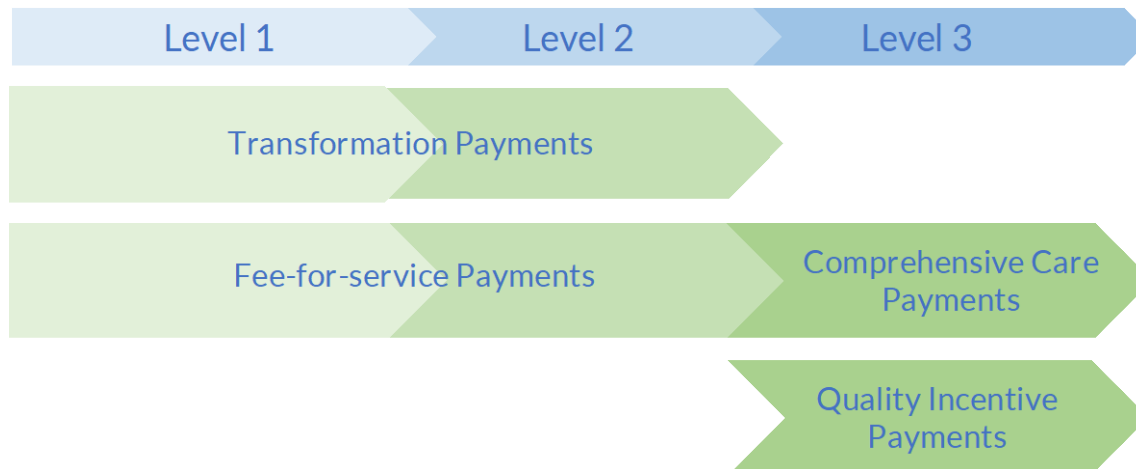 Level 1
Level 2
Level 3
Transformation Payments
Fee-for-service Payments
Comprehensive Care
Payments
Quality Incentive
Payments